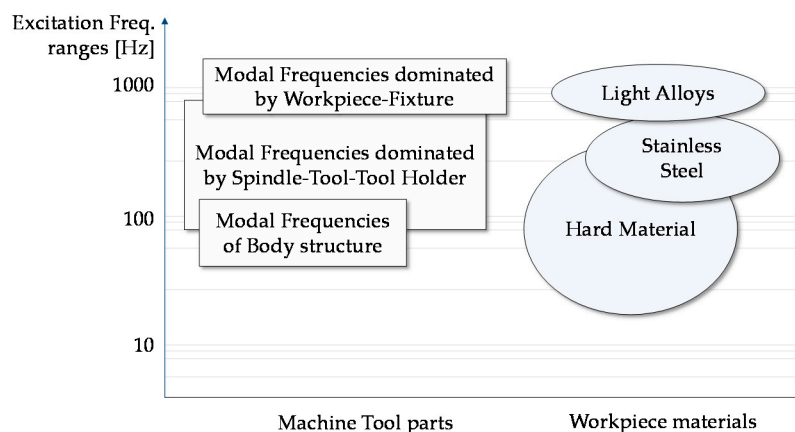 Excitation Freq.
ranges [Hz]
1000
100
10
Modal Frequencies dominated
by Workpiece-Fixture
Modal Frequencies dominated
by Spindle-Tool-Tool Holder
Modal Frequencies
of Body structure
Light Alloys
Stainless
Steel
Hard Material
Machine Tool parts
Workpiece materials